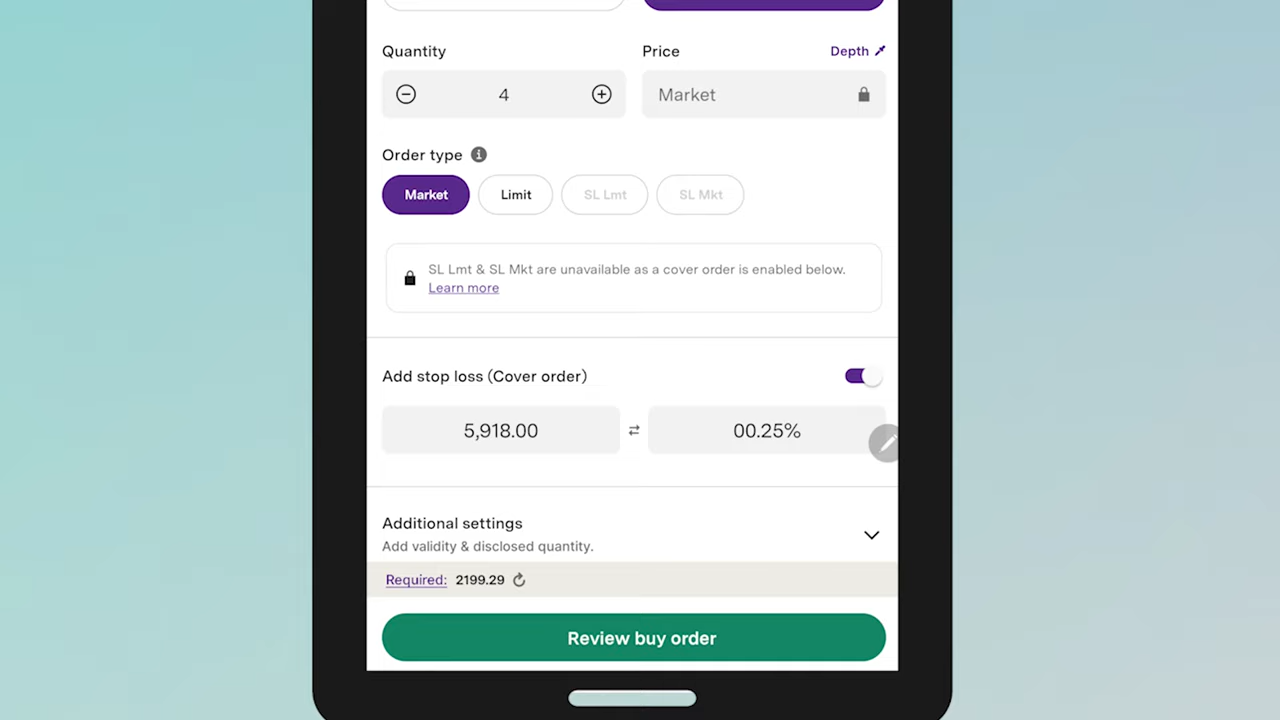 Quantity
Price
Depth
4
Market
Order type
Market
Limit
SL Lmt
SL Mkt
SL Lmt & SL Mkt are unavailable as a cover order is enabled below.
Learn more
Add stop loss (Cover order)
5,918.00
00.25%
Additional settings
Add validity & disclosed quantity.
Required: 2199.29
Review buy order